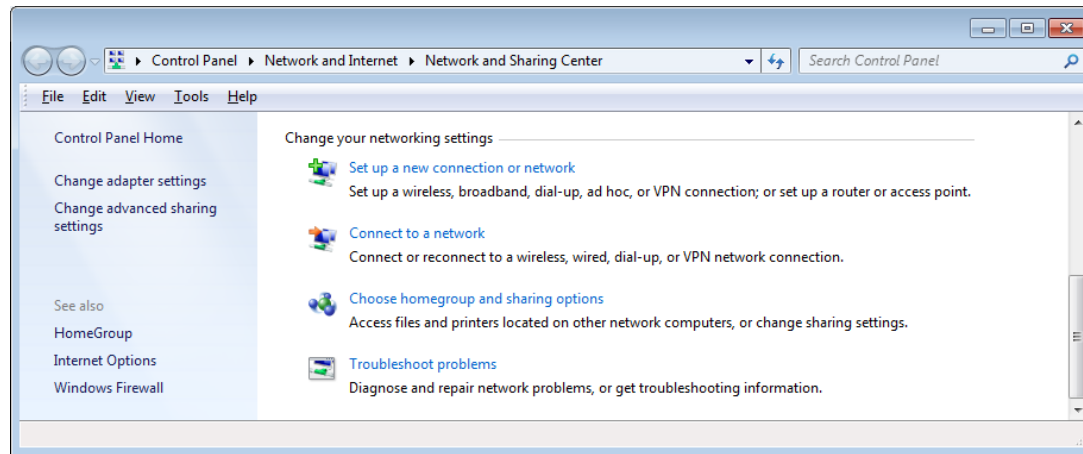 Control Panel Network and Internet Network and Sharing Center Search Control Panel
File Edit View Tools Help
Control Panel Home
Change adapter settings
Change advanced sharing
settings
See also
HomeGroup
Internet Options
Windows Firewall
Change your networking settings
Set up a new connection or network
Set up a wireless, broadband, dial-up, ad hoc, or VPN connection; or set up a router or access point.
Connect to a network
Connect or reconnect to a wireless, wired, dial-up, or VPN network connection.
Choose homegroup and sharing options
Access files and printers located on other network computers, or change sharing settings.
Troubleshoot problems
Diagnose and repair network problems, or get troubleshooting information.